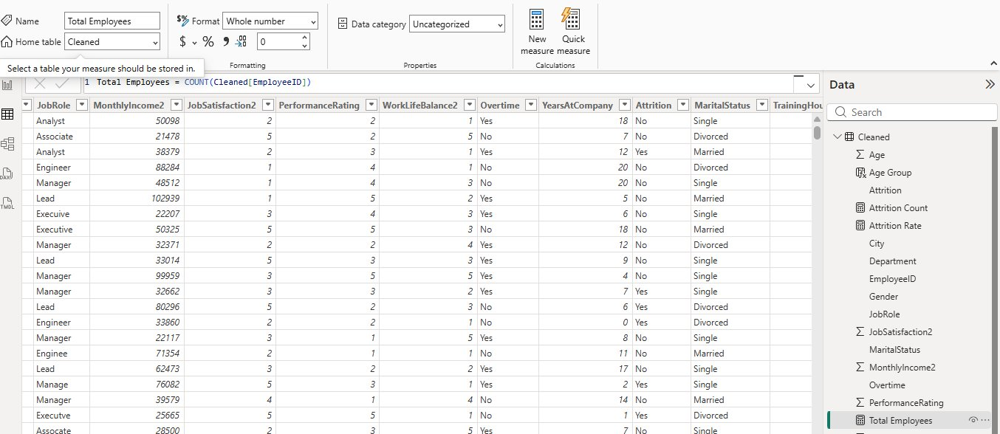 Name Total Employees Format Whole number Data category Uncategorized New measure Quick measure
Home table Cleaned $ % 9 .00 0
Select a table your measure should be stored in. Formatting Properties Calculations
1 Total Employees = COUNT(Cleaned[EmployeeID]) Data
JobRole MonthlyIncome2 JobSatisfaction2 PerformanceRating WorkLifeBalance2 Overtime YearsAtCompany Attrition MaritalStatus TrainingHou
Analyst 50098 2 2 1 Yes 18 No Single
Associate 21478 5 2 5 No 7 No Divorced
Analyst 38379 2 3 1 Yes 12 Yes Married
Engineer 88284 1 4 1 No 20 No Divorced
Manager 48512 1 4 3 No 20 No Single
Lead 102939 1 5 2 Yes 5 No Married
Execuive 22207 3 4 3 Yes 6 No Single
Executive 50325 5 5 3 No 18 No Married
Manager 32371 2 2 4 Yes 12 No Divorced
Lead 33014 5 3 3 Yes 9 No Single
Manager 99959 3 5 5 Yes 4 No Single
Manager 32662 3 3 2 Yes 7 Yes Single
Lead 80296 5 2 3 No 6 Yes Divorced
Engineer 33860 2 2 1 No 0 Yes Divorced
Manager 22117 3 1 5 Yes 8 No Single
Enginee 71354 2 1 1 No 11 No Married
Lead 62473 3 2 2 Yes 17 No Single
Manage 76082 5 3 1 Yes 2 Yes Single
Manager 39579 4 1 4 No 14 No Married
Executve 25665 5 5 1 No 1 Yes Divorced
Assocate 28500 2 3 5 Yes 7 No Single
DAX
TMDL
Search
Cleaned
Age
Age Group
Attrition
Attrition Count
Attrition Rate
City
Department
EmployeeID
Gender
JobRole
JobSatisfaction2
MaritalStatus
MonthlyIncome2
Overtime
PerformanceRating
Total Employees